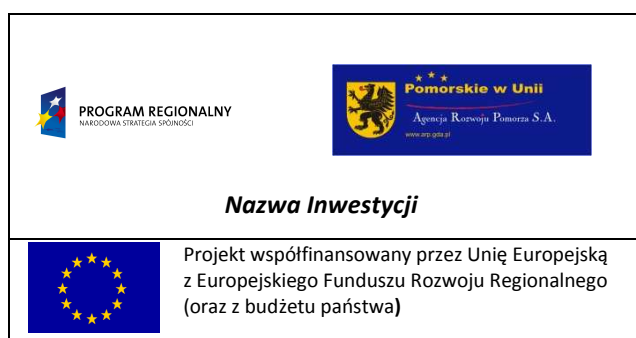 PROGRAM REGIONALNY
NARODOWA STRATEGIA SPÓJNOŚCI
Pomorskie w Unii
Agencja Rozwoju Pomorza S.A.
www.arp.gda.pl
Nazwa Inwestycji
Projekt współfinansowany przez Unię Europejską
z Europejskiego Funduszu Rozwoju Regionalnego
(oraz z budżetu państwa)